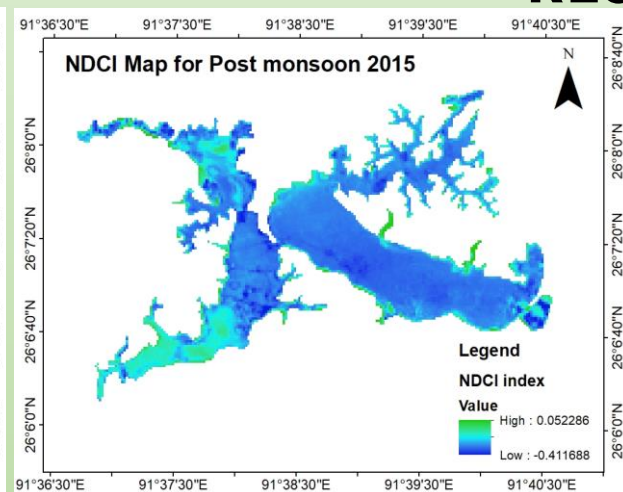 91°36'30"E 91°37'30"E 91°38'30"E 91°39'30"E 91°40'30"E
NDCI Map for Post monsoon 2015
N
26°8'40"N
26°8'0"N 26°8'0"N
26°7'20"N 26°7'20"N
26°6'40"N 26°6'40"N
Legend
NDCI index
Value
High : 0.052286
Low : -0.411688
26°6'0"N 26°6'0"N
91°36'30"E 91°37'30"E 91°38'30"E 91°39'30"E 91°40'30"E